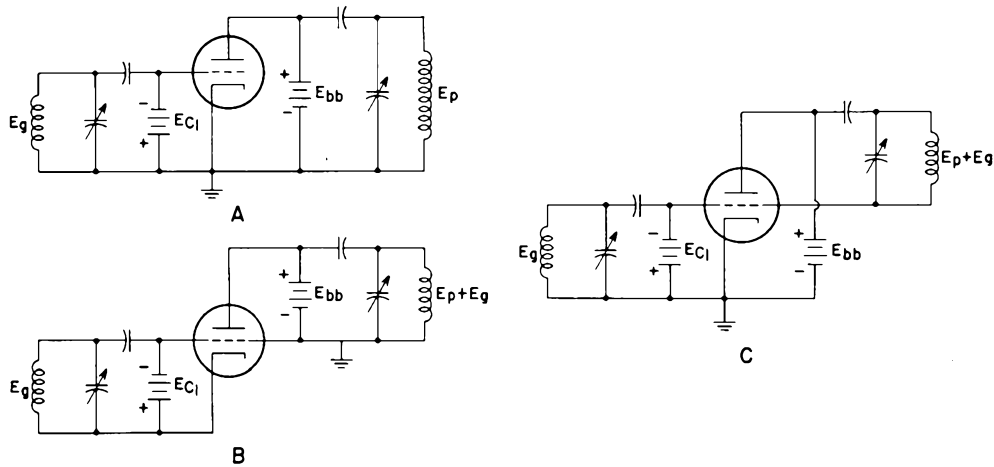 Eg
- 
EC1
+
+
Ebb
-
Ep
A
Eg
-
EC1
+
+
Ebb
-
Ep+Eg
B
Eg
-
EC1
+
+
Ebb
-
Ep+Eg
C